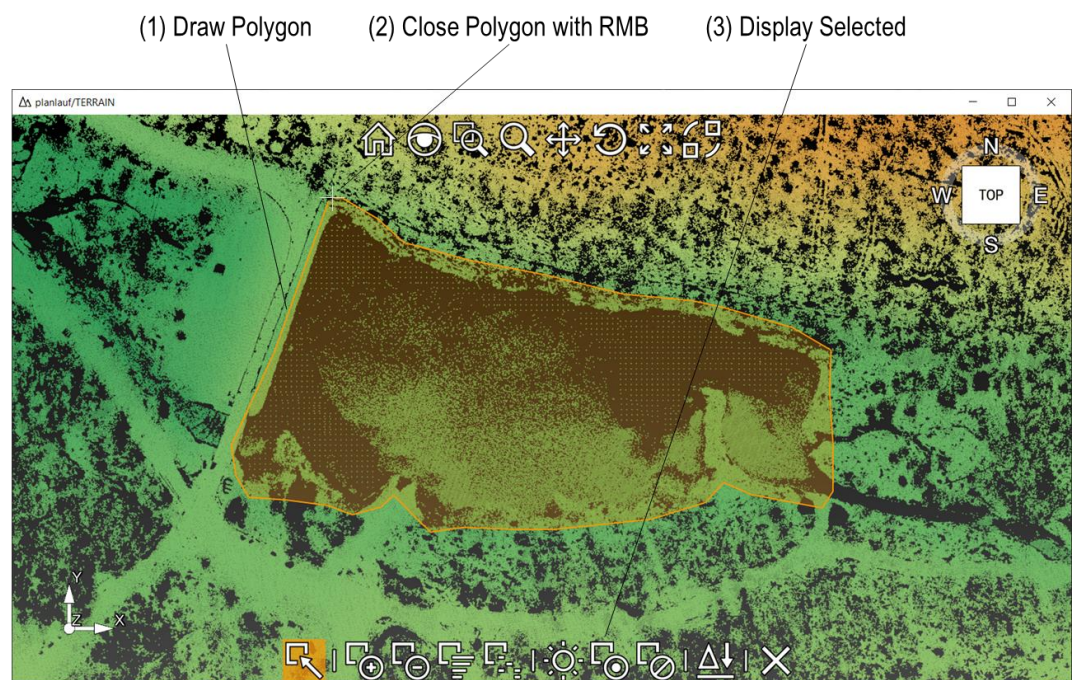 (1) Draw Polygon (2) Close Polygon with RMB (3) Display Selected
planlauf/TERRAIN
N
W TOP E
S
Y
Z X